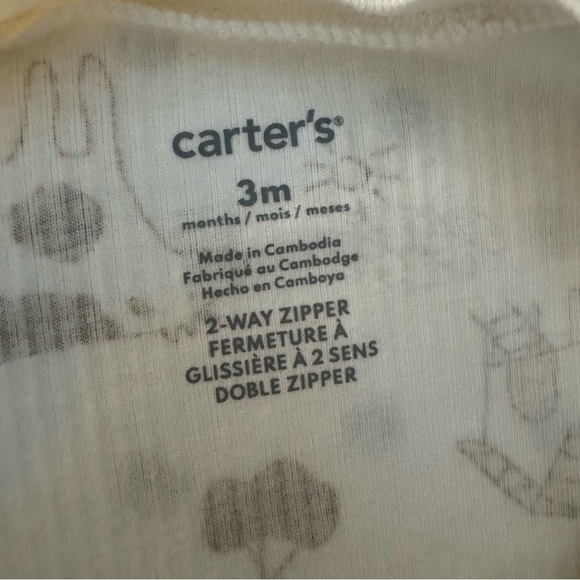 carter's®
3m
months / mois / meses
Made in Cambodia
Fabriqué au Cambodge
Hecho en Camboya
2-WAY ZIPPER
FERMETURE À
GLISSIÈRE À 2 SENS
DOBLE ZIPPER